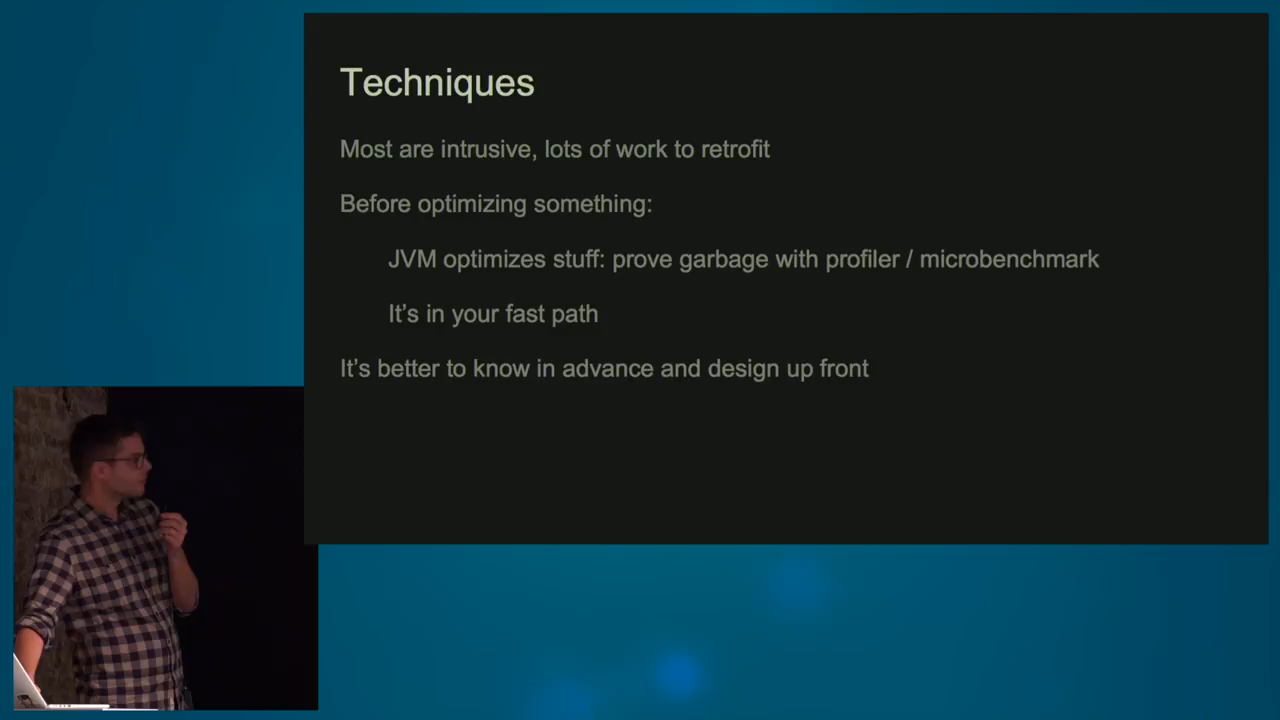 Techniques
Most are intrusive, lots of work to retrofit
Before optimizing something:
JVM optimizes stuff: prove garbage with profiler / microbenchmark
It's in your fast path
It's better to know in advance and design up front